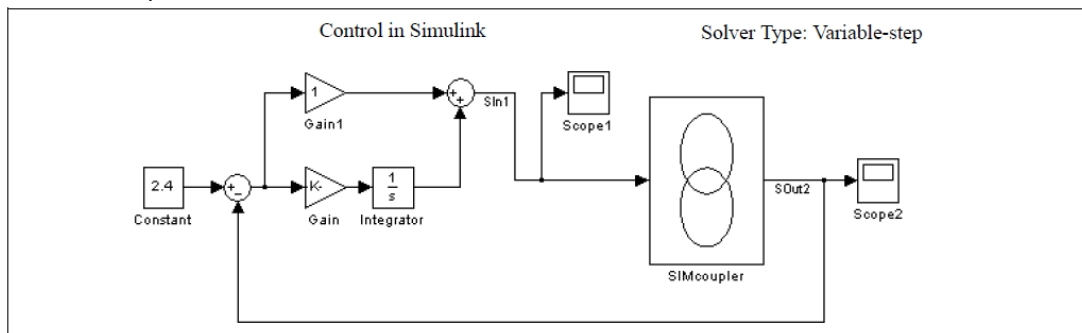 Control in Simulink
Solver Type: Variable-step
1
Gain1
SIn1
Scope1
2.4
Constant
K-
Gain
1
s
Integrator
SIMcoupler
SOut2
Scope2